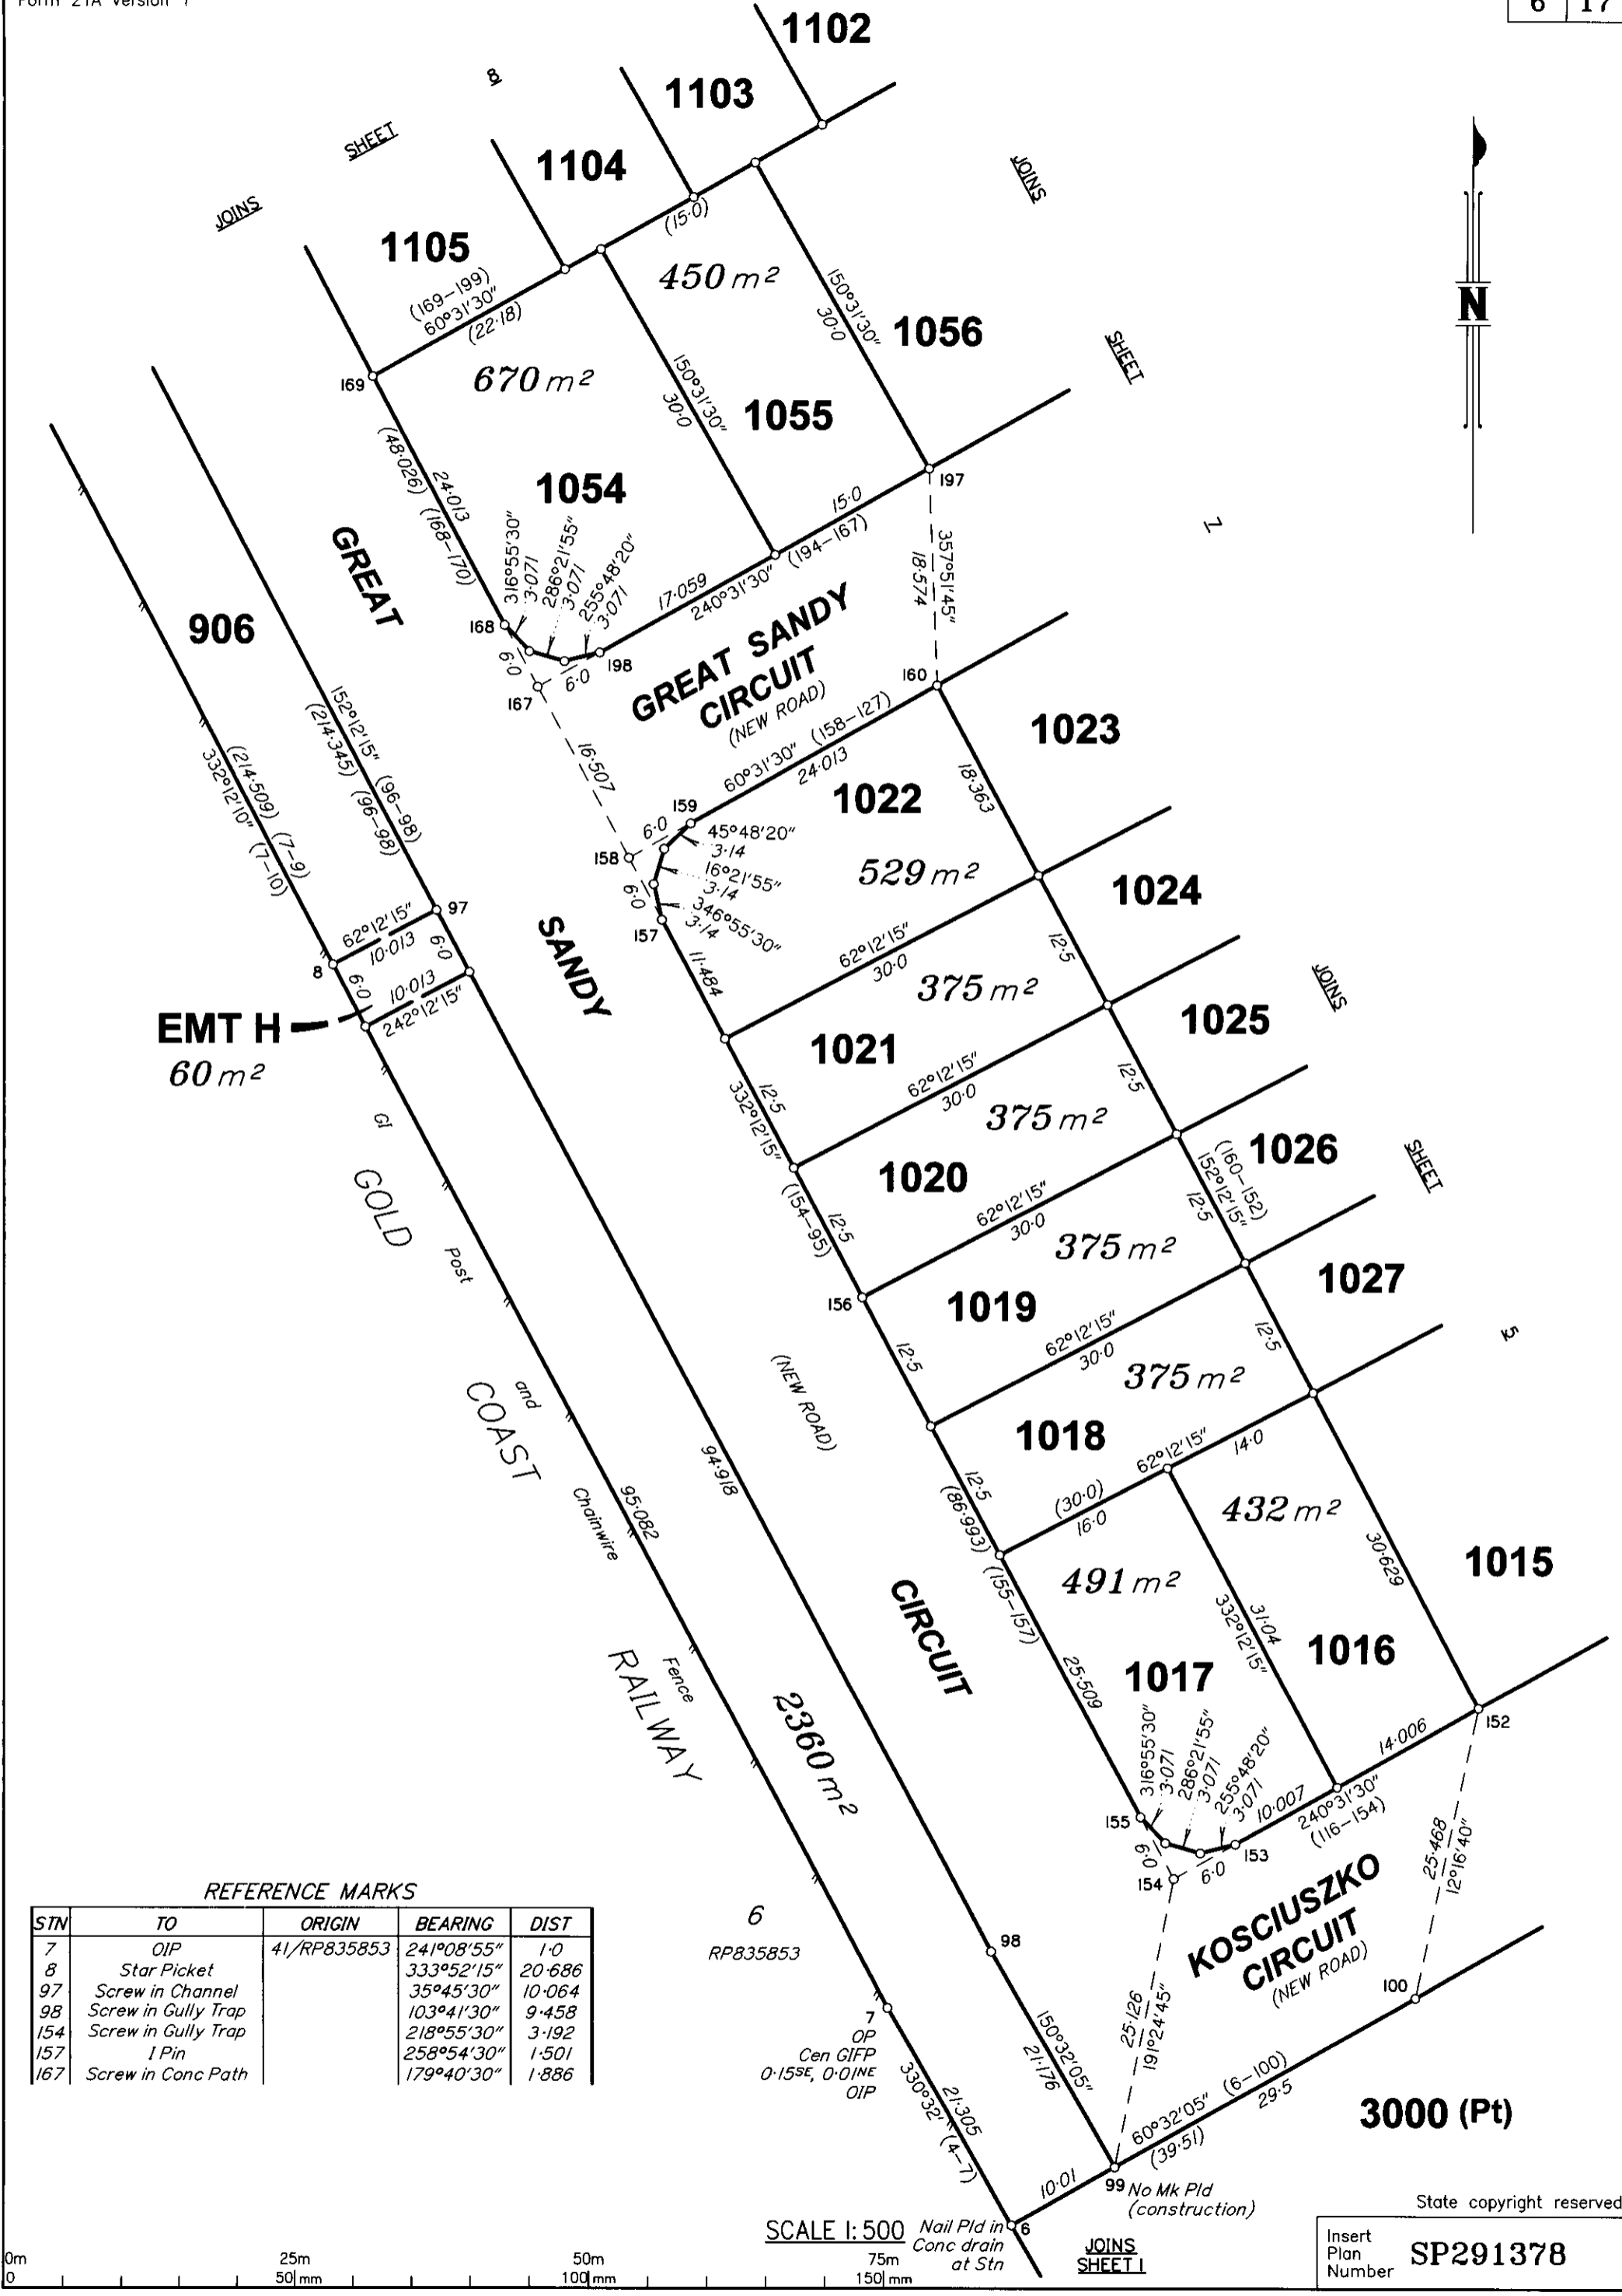 Form 21A Version 1
6 17
1102
1103
1104
1105
8
SHEET
JOINS
JOINS
SHEET
7
N
(15·0)
(169–199)
60°31'30"
(22·18)
450 m²
150°31'30"
30·0
1056
670 m²
150°31'30"
30·0
1055
169
(48·026) (168–170)
24·013
1054
197
15·0
(194–167)
316°55'30"
3·071
286°21'55"
3·071
255°48'20"
3·071
17·059
240°31'30"
357°51'45"
18·574
168
6·0
198
6·0
167
GREAT
906
GREAT SANDY
CIRCUIT
(NEW ROAD)
160
16·507
60°31'30" (158–127)
24·013
1023
152°12'15" (96–98)
(214·345) (96–98)
(214·509) (7–9)
332°12'10" (7–10)
159
6·0
158
6·0
157
45°48'20"
3·14
16°21'55"
3·14
346°55'30"
3·14
1022
529 m²
18·363
1024
97
62°12'15"
10·013
6·0
8
6·0
10·013
242°12'15"
EMT H
60 m²
SANDY
11·484
62°12'15"
30·0
12·5
375 m²
1021
1025
JOINS
12·5
332°12'15"
62°12'15"
30·0
12·5
375 m²
1020
1026
(160–152)
152°12'15"
12·5
SHEET
(154–95)
12·5
62°12'15"
30·0
375 m²
156
1019
1027
12·5
62°12'15"
30·0
12·5
5
375 m²
1018
GI
GOLD
Post
and
COAST
Chainwire
Fence
RAILWAY
(NEW ROAD)
94·918
95·082
12·5
(86·993) (155–157)
62°12'15"
14·0
(30·0)
16·0
432 m²
30·629
1015
491 m²
31·04
332°12'15"
1016
CIRCUIT
25·509
1017
2360 m²
316°55'30"
3·071
286°21'55"
3·071
255°48'20"
3·071
14·006
152
155
6·0
10·007
240°31'30"
(116–154)
153
6·0
154
25·468
12°16'40"
KOSCIUSZKO
CIRCUIT
(NEW ROAD)
100
98
6
RP835853
7
OP
Cen GIFP
0·15SE, 0·01NE
OIP
150°32'05"
21·176
25·126
191°24'45"
60°32'05" (6–100)
29·5
(39·51)
3000 (Pt)
330°32' (4–7)
21·305
10·01
99 No Mk Pld
(construction)
6
Nail Pld in
Conc drain
at Stn
REFERENCE MARKS
STN TO ORIGIN BEARING DIST
7 OIP 41/RP835853 241°08'55" 1·0
8 Star Picket 333°52'15" 20·686
97 Screw in Channel 35°45'30" 10·064
98 Screw in Gully Trap 103°41'30" 9·458
154 Screw in Gully Trap 218°55'30" 3·192
157 I Pin 258°54'30" 1·501
167 Screw in Conc Path 179°40'30" 1·886
SCALE 1: 500
JOINS
SHEET 1
State copyright reserved
Insert
Plan
Number
SP291378
0m 25m 50m 75m
0 50 mm 100 mm 150 mm